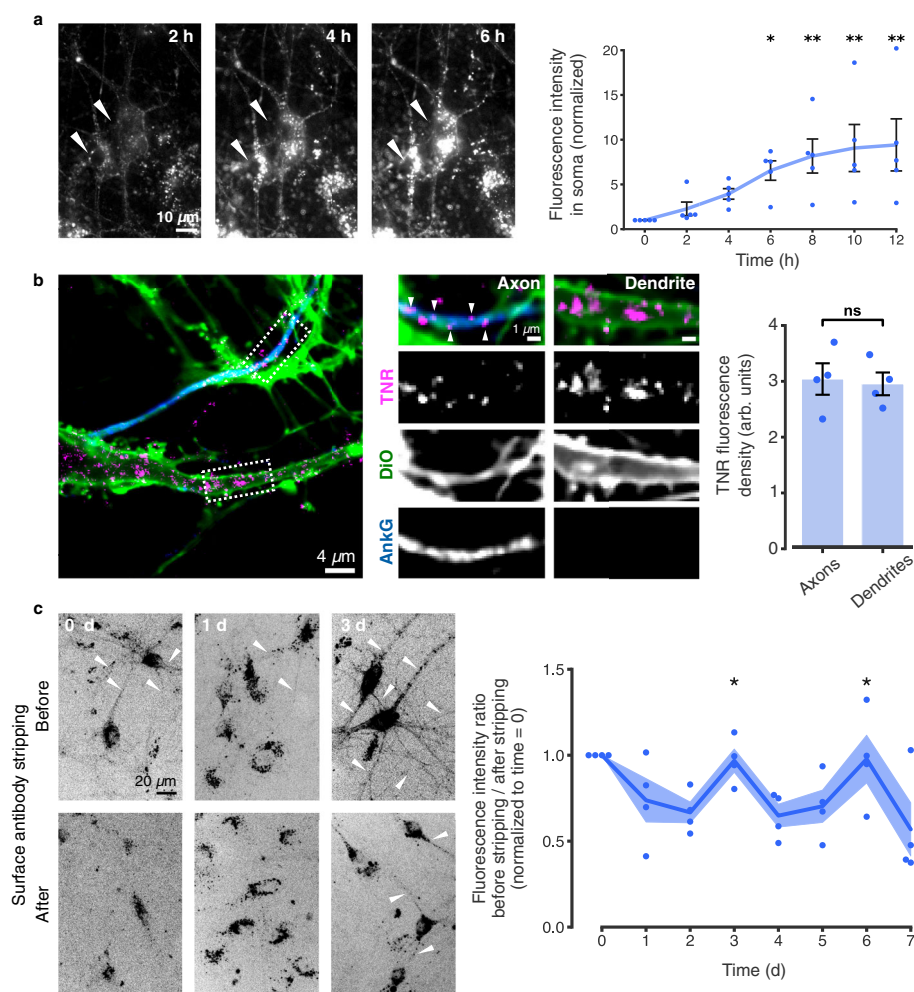 a
2 h
4 h
6 h
10 µm
Fluorescence intensity
in soma (normalized)
20
15
10
5
0
*
**
**
**
0
2
4
6
8
10
12
Time (h)
b
4 µm
Axon
Dendrite
1 µm
TNR
DiO
AnkG
TNR fluorescence
density (arb. units)
4
3
2
1
0
ns
Axons
Dendrites
c
Surface antibody stripping
Before
After
0 d
1 d
3 d
20 µm
Fluorescence intensity ratio
before stripping / after stripping
(normalized to time = 0)
1.5
1.0
0.5
0.0
*
*
0
1
2
3
4
5
6
7
Time (d)